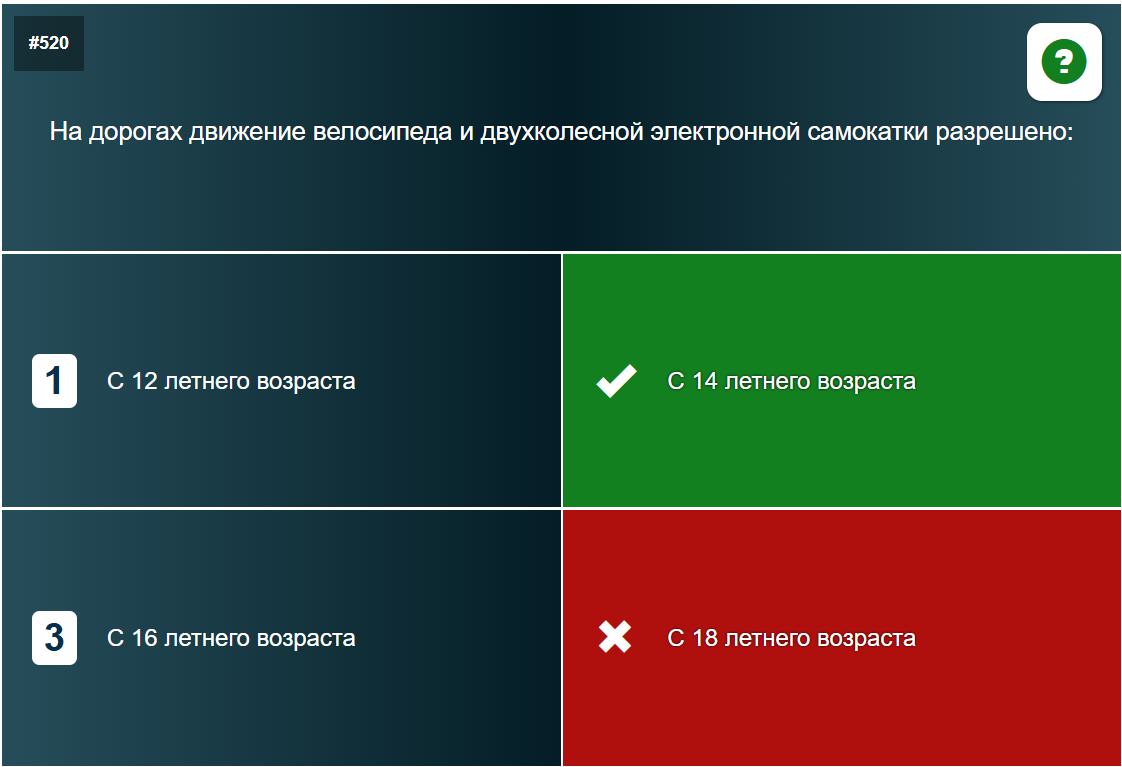 #520
?
На дорогах движение велосипеда и двухколесной электронной самокатки разрешено:
1
С 12 летнего возраста
С 14 летнего возраста
3
С 16 летнего возраста
С 18 летнего возраста